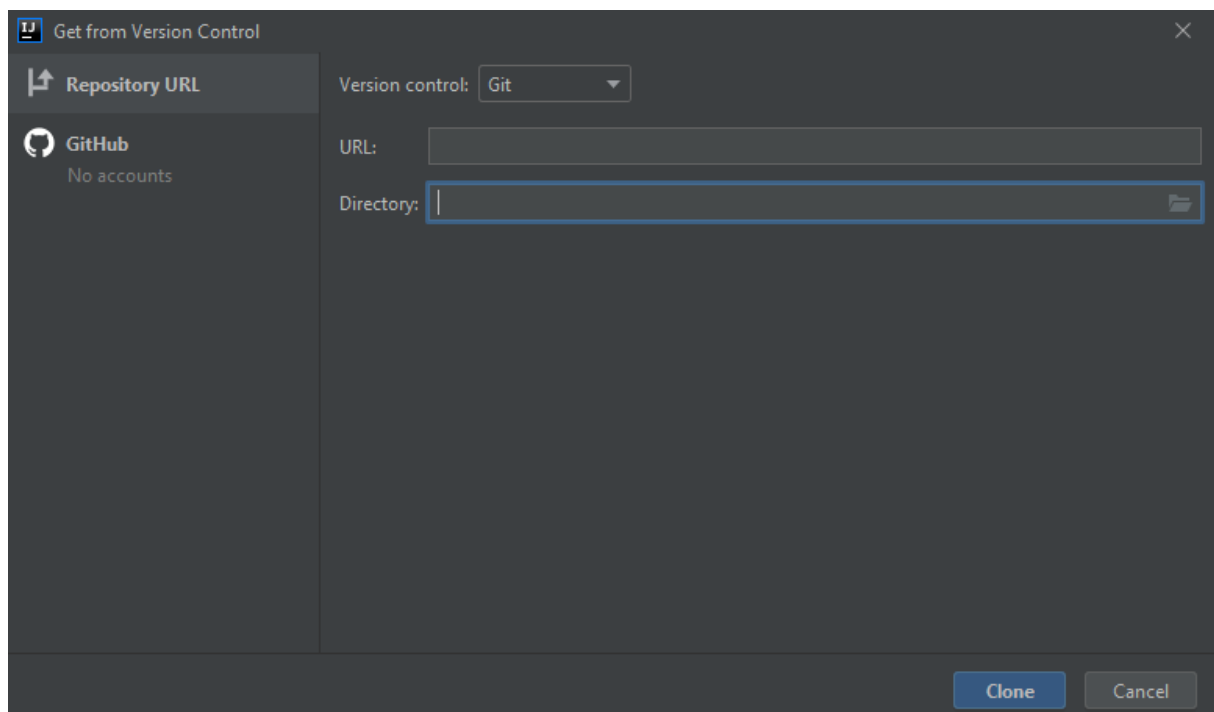 IJ
Get from Version Control
Repository URL
GitHub
No accounts
Version control: Git
URL:
Directory:
Clone
Cancel